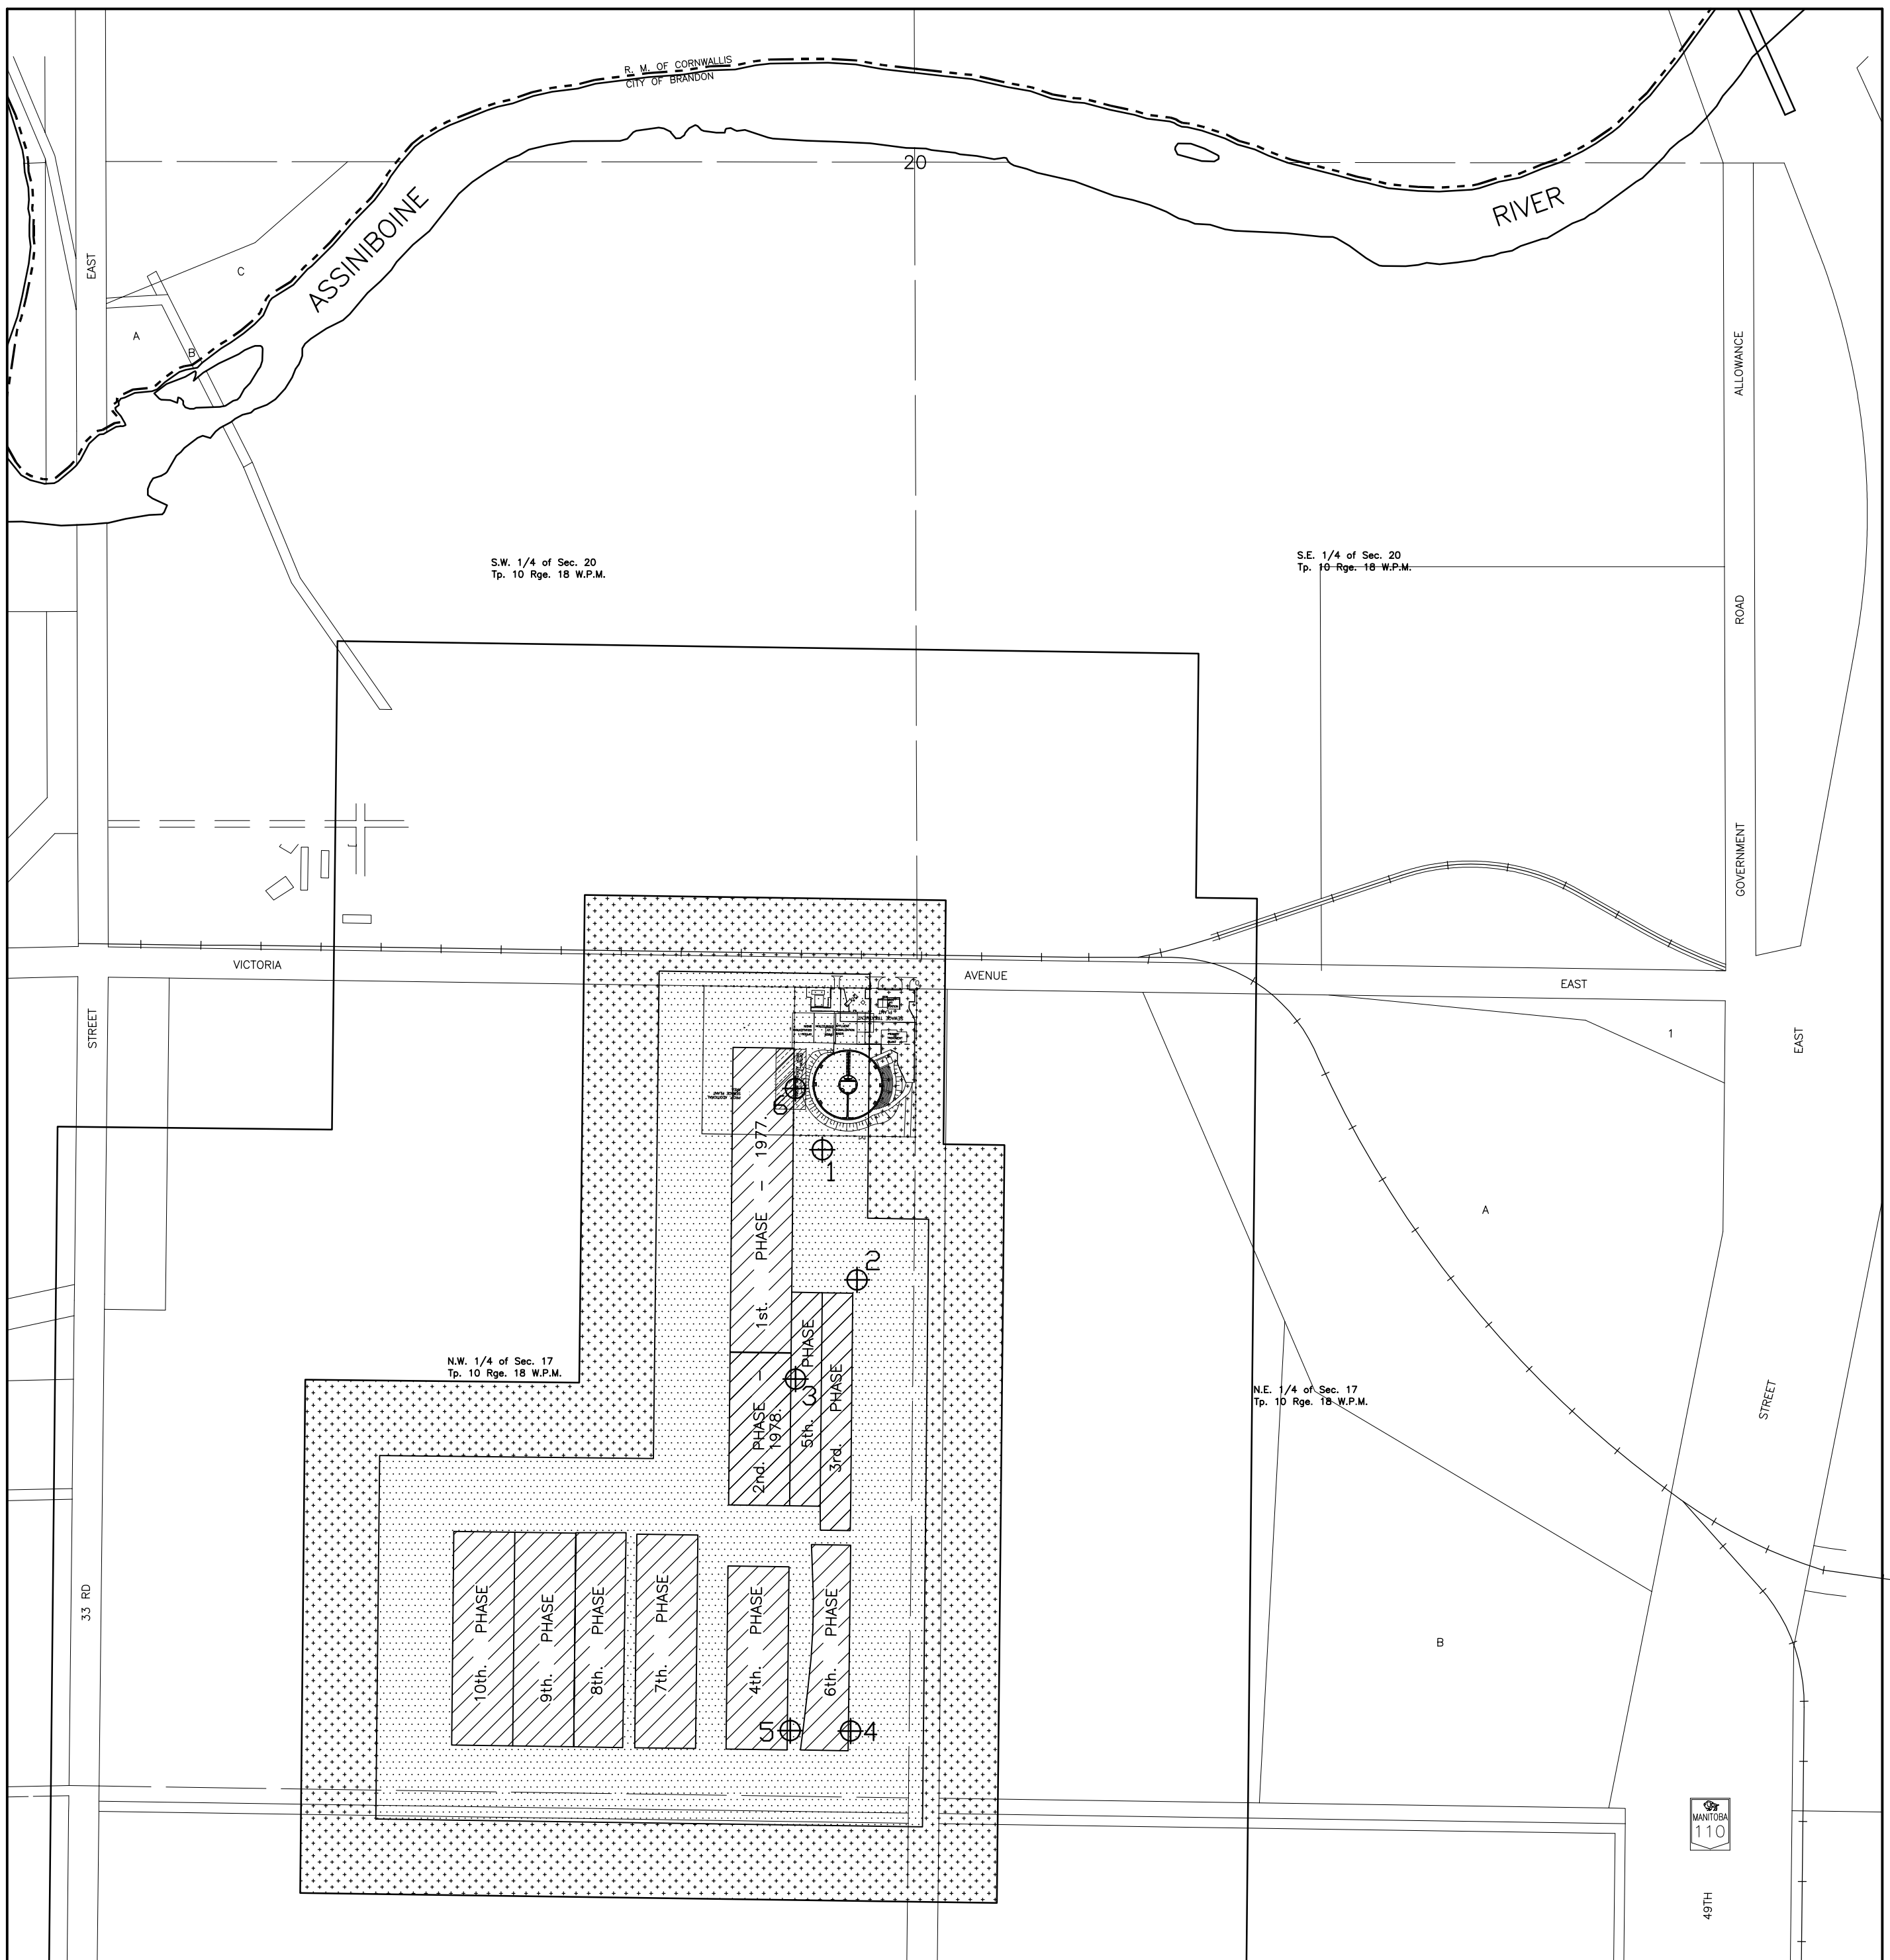 R. M. OF CORNWALLIS
CITY OF BRANDON
20
ASSINIBOINE
RIVER
EAST
C
A
B
ALLOWANCE
ROAD
GOVERNMENT
S.W. 1/4 of Sec. 20
Tp. 10 Rge. 18 W.P.M.
S.E. 1/4 of Sec. 20
Tp. 10 Rge. 18 W.P.M.
VICTORIA
AVENUE
EAST
STREET
EAST
1
SEWAGE TREATMENT
PLANT
6
1
2
3
1st. PHASE - 1977.
2nd. PHASE -
1978.
5th. PHASE
3rd. PHASE
N.W. 1/4 of Sec. 17
Tp. 10 Rge. 18 W.P.M.
N.E. 1/4 of Sec. 17
Tp. 10 Rge. 18 W.P.M.
A
STREET
B
33 RD
10th. PHASE
9th. PHASE
8th. PHASE
7th. PHASE
4th. PHASE
6th. PHASE
5
4
MANITOBA
110
49TH